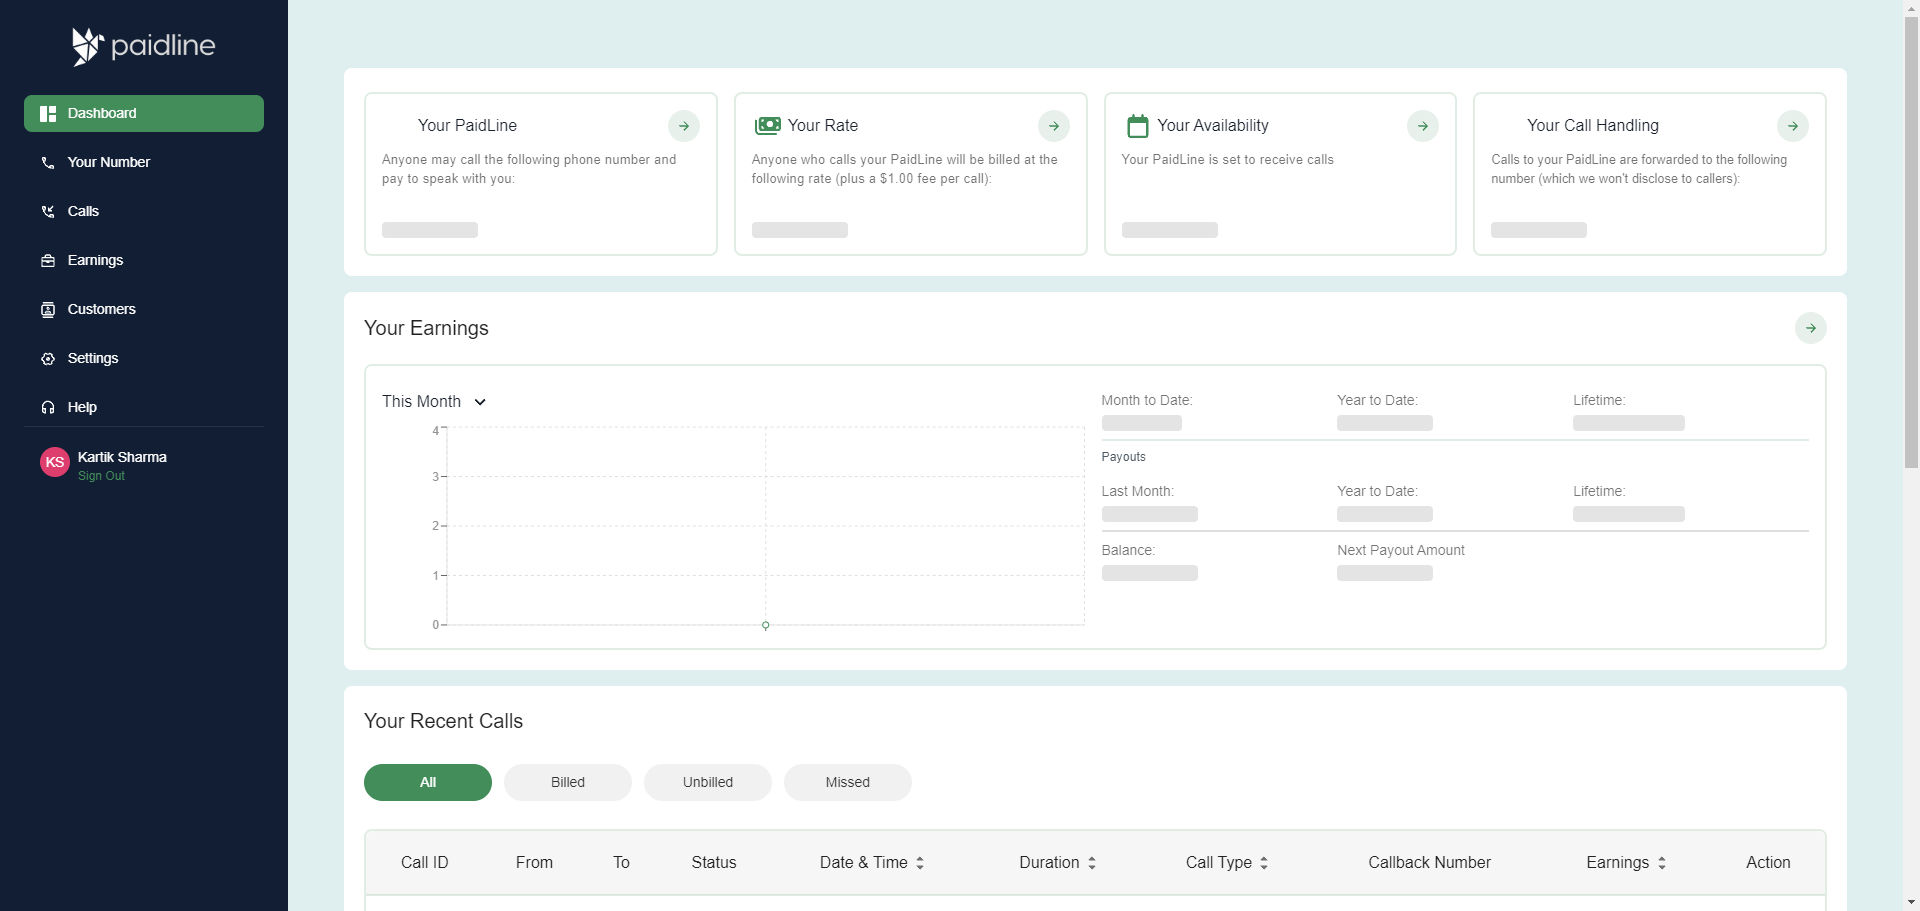 paidline
Dashboard
Your Number
Calls
Earnings
Customers
Settings
Help
KS
Kartik Sharma
Sign Out
Your PaidLine
Anyone may call the following phone number and
pay to speak with you:
Your Rate
Anyone who calls your PaidLine will be billed at the
following rate (plus a $1.00 fee per call):
Your Availability
Your PaidLine is set to receive calls
Your Call Handling
Calls to your PaidLine are forwarded to the following
number (which we won't disclose to callers):
Your Earnings
This Month
4
3
2
1
0
Month to Date:
Year to Date:
Lifetime:
Payouts
Last Month:
Year to Date:
Lifetime:
Balance:
Next Payout Amount
Your Recent Calls
All
Billed
Unbilled
Missed
Call ID
From
To
Status
Date & Time
Duration
Call Type
Callback Number
Earnings
Action